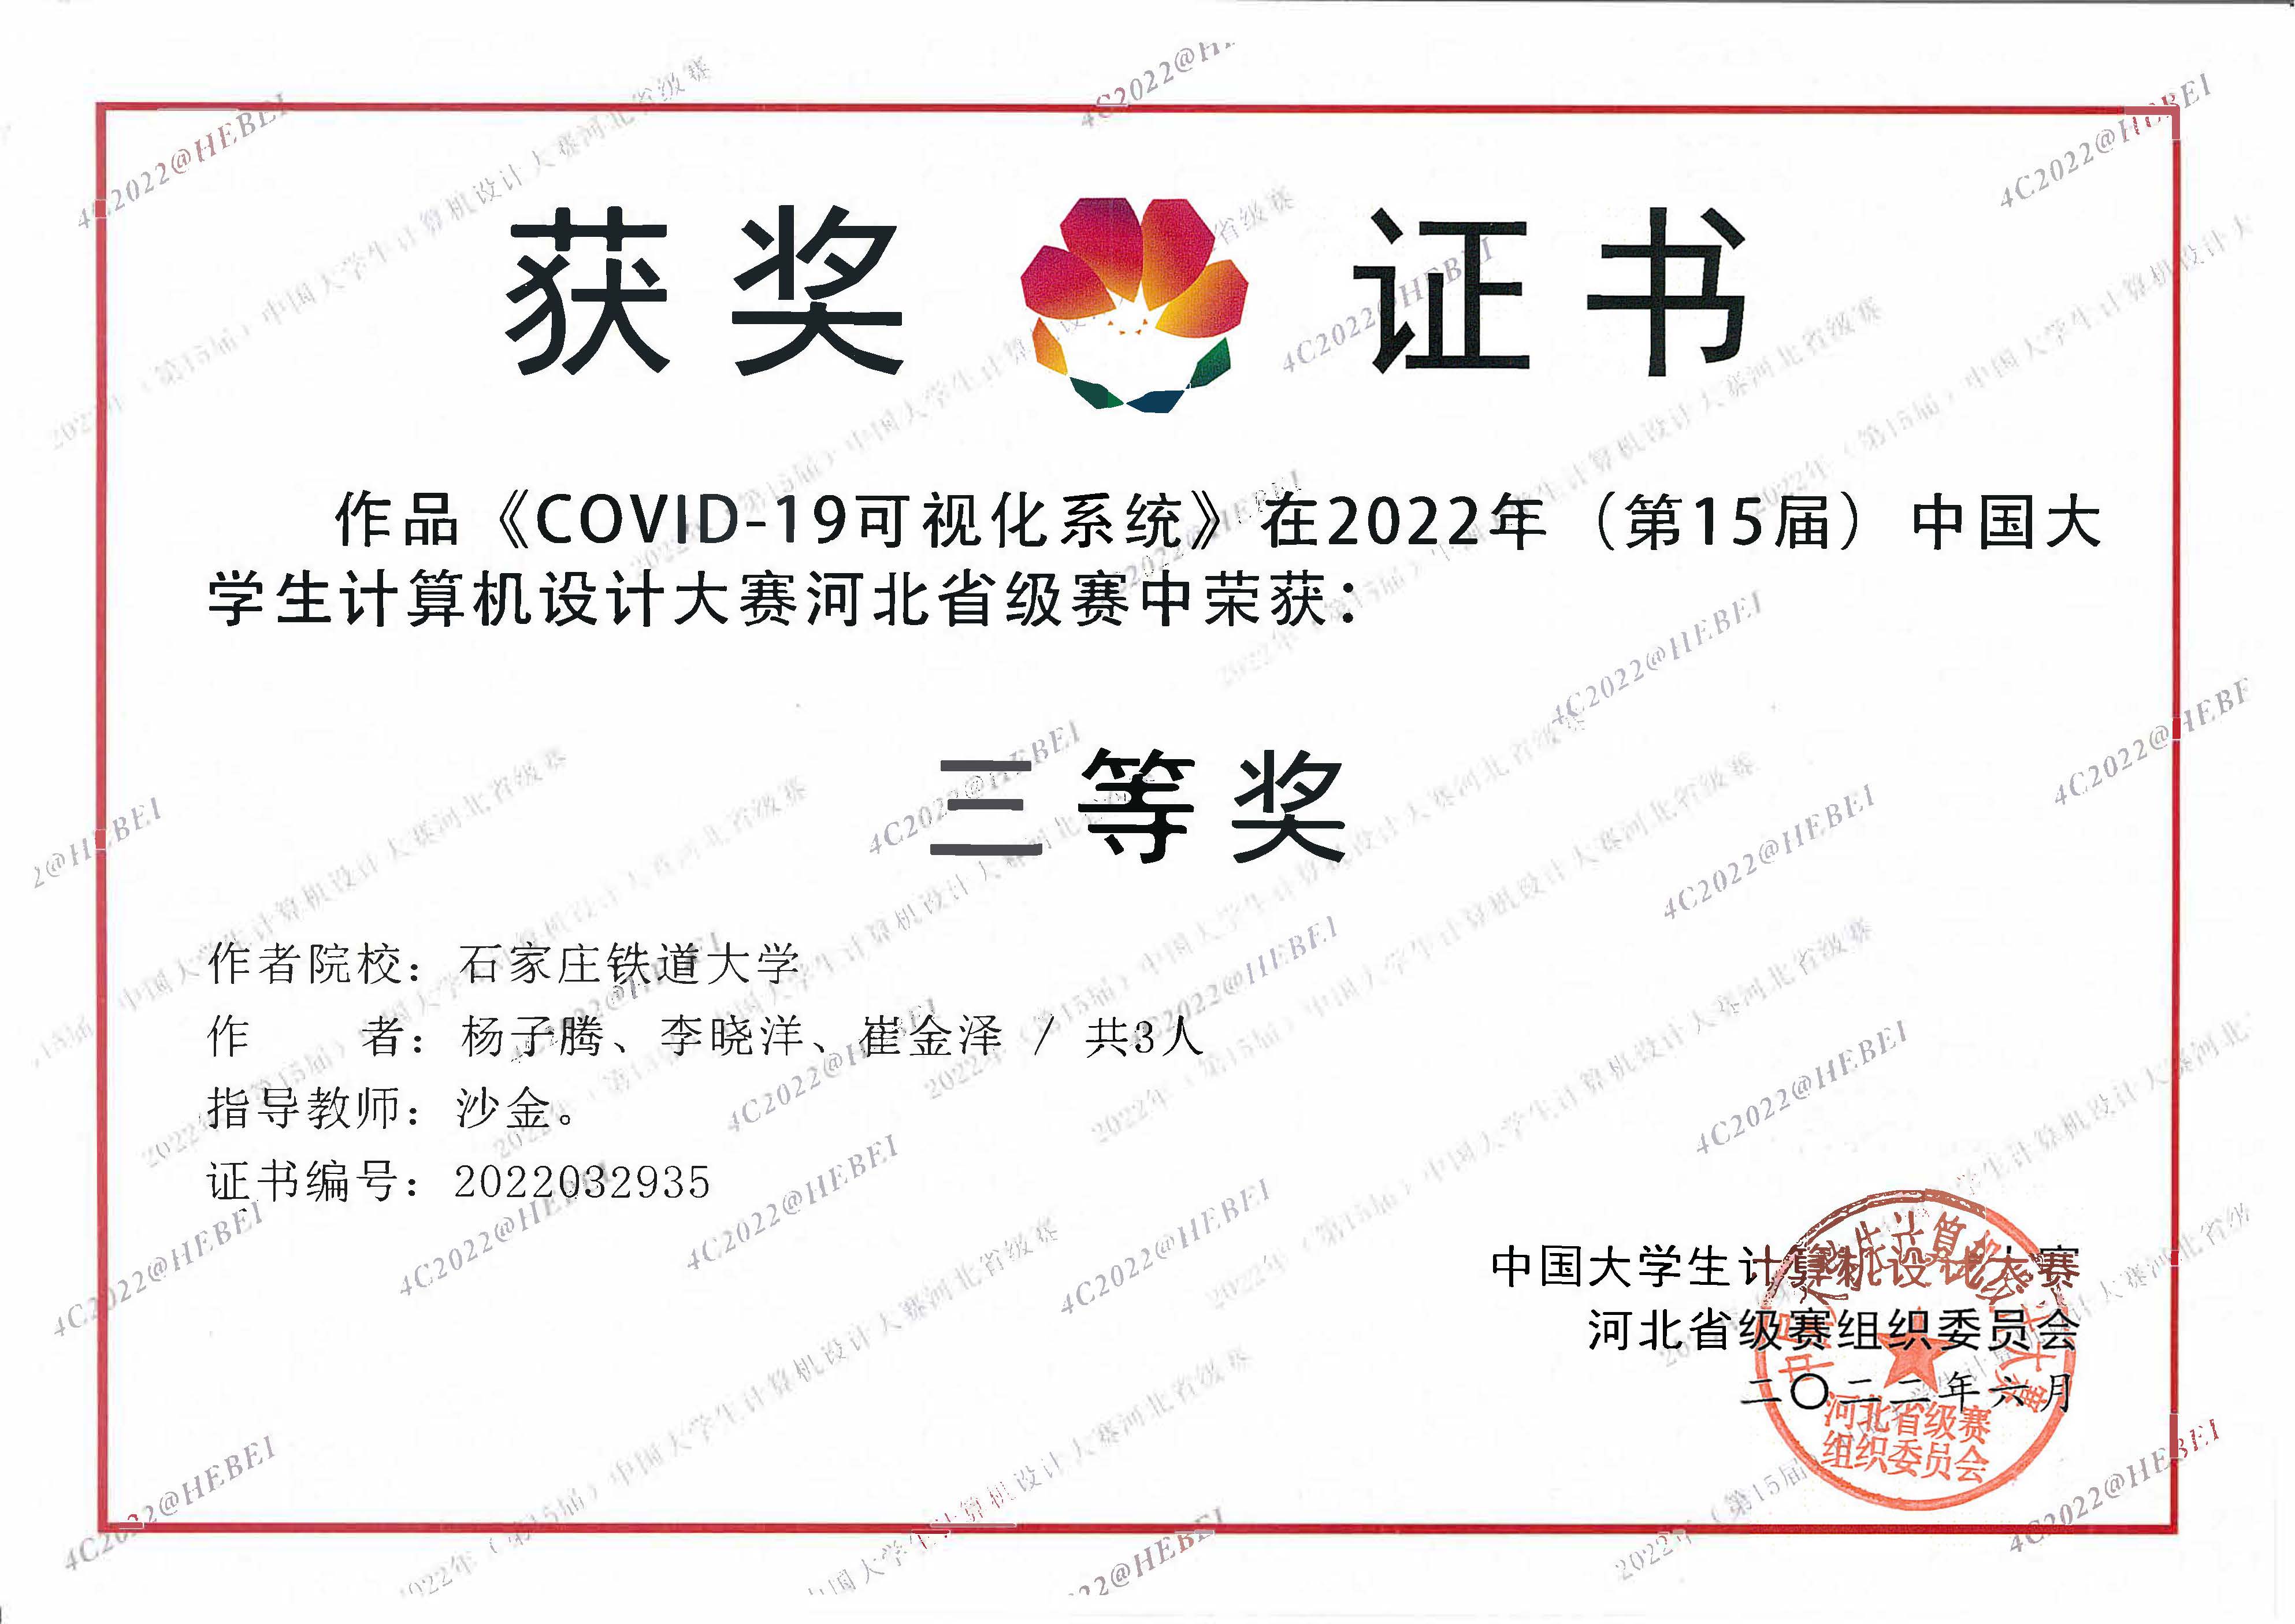 获奖证书
作品《COVID-19可视化系统》在2022年（第15届）中国大
学生计算机设计大赛河北省级赛中荣获：
三等奖
作者院校：石家庄铁道大学
作　　者：杨子腾、李晓洋、崔金泽 / 共3人
指导教师：沙金。
证书编号：2022032935
中国大学生计算机设计大赛
河北省级赛组织委员会
二〇二二年六月
中国大学生计算机设计大赛
河北省级赛
组织委员会
4C2022@HEBEI
2022年（第15届）中国大学生计算机设计大赛河北省级赛